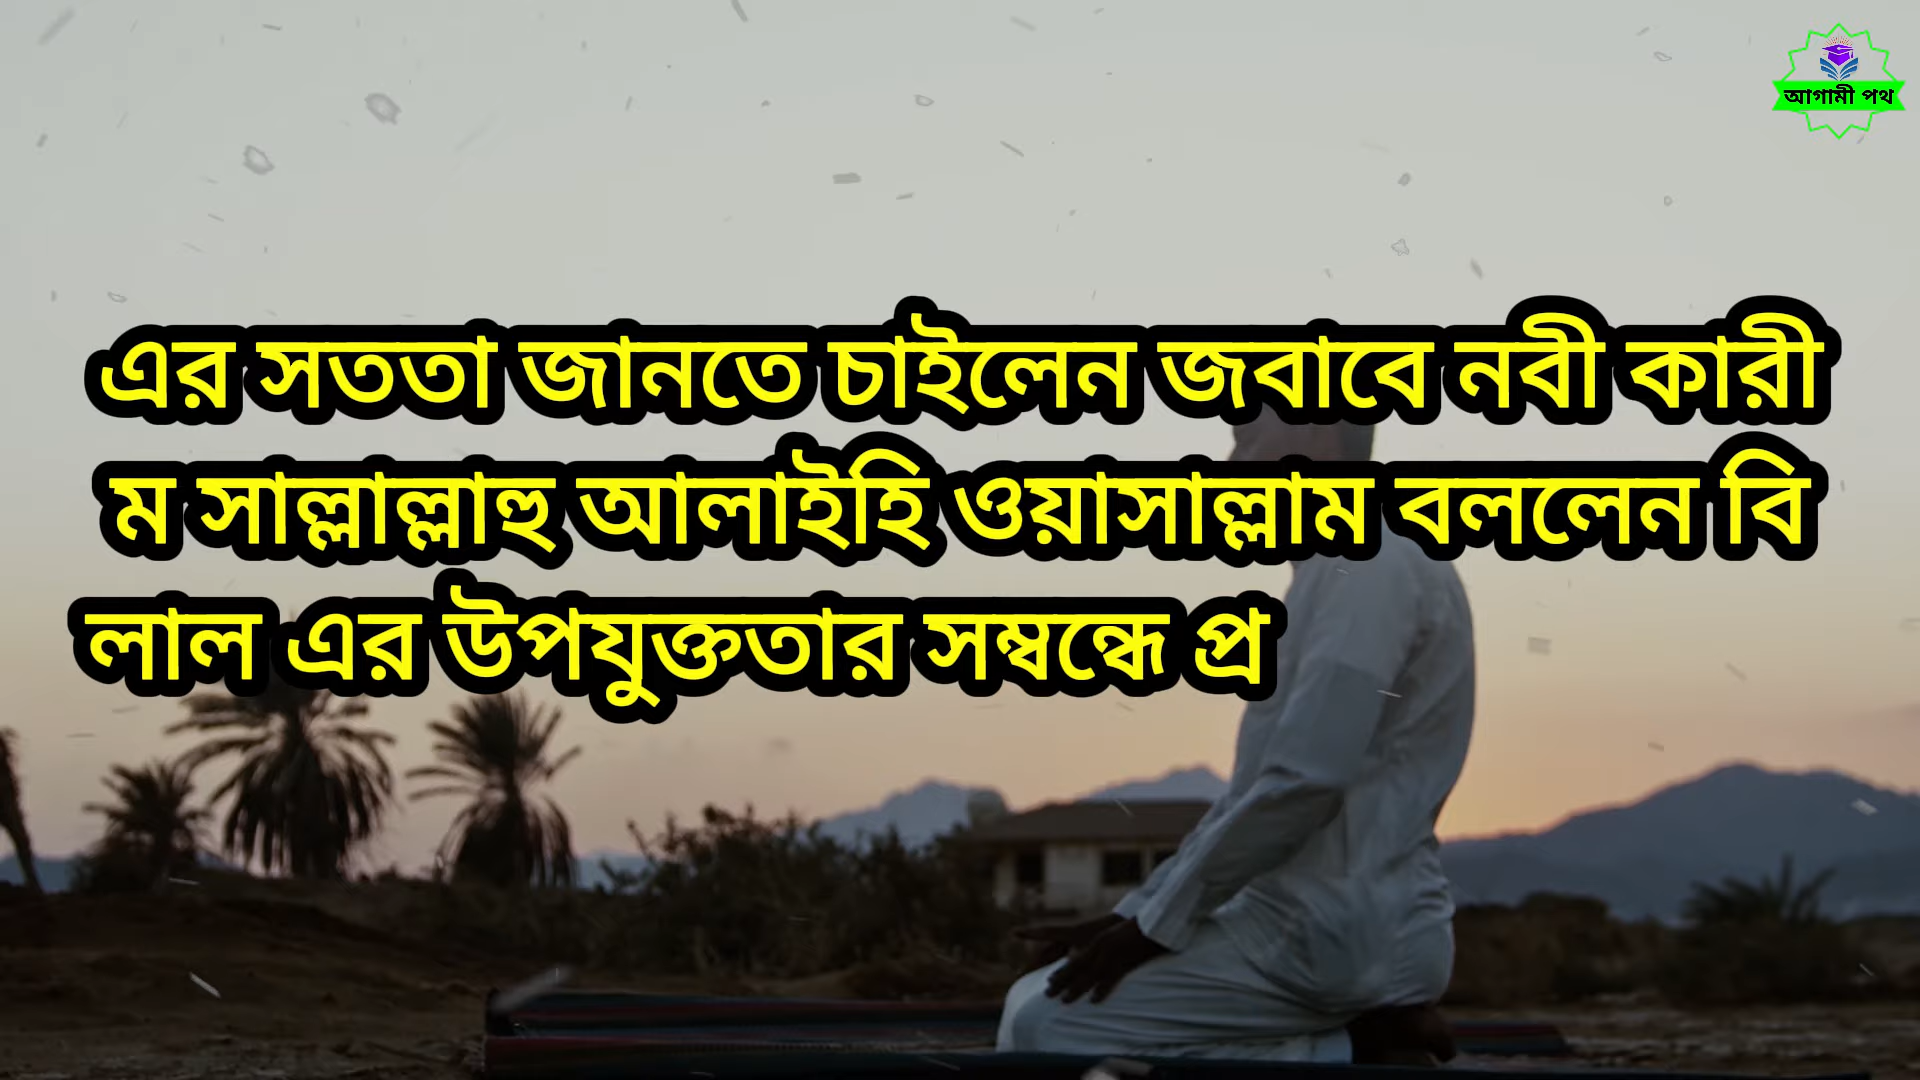 আগামী পথ
এর সততা জানতে চাইলেন জবাবে নবী কারী
ম সাল্লাল্লাহু আলাইহি ওয়াসাল্লাম বললেন বি
লাল এর উপযুক্ততার সম্বন্ধে প্র